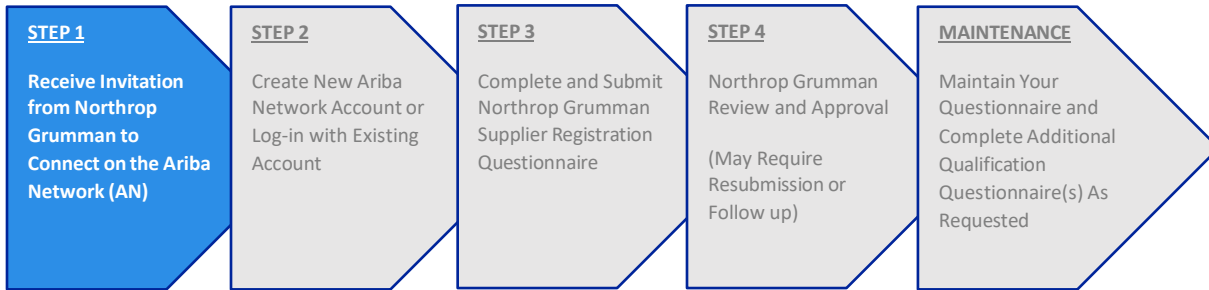 STEP 1
Receive Invitation
from Northrop
Grumman to
Connect on the Ariba
Network (AN)
STEP 2
Create New Ariba
Network Account or
Log-in with Existing
Account
STEP 3
Complete and Submit
Northrop Grumman
Supplier Registration
Questionnaire
STEP 4
Northrop Grumman
Review and Approval
(May Require
Resubmission or
Follow up)
MAINTENANCE
Maintain Your
Questionnaire and
Complete Additional
Qualification
Questionnaire(s) As
Requested